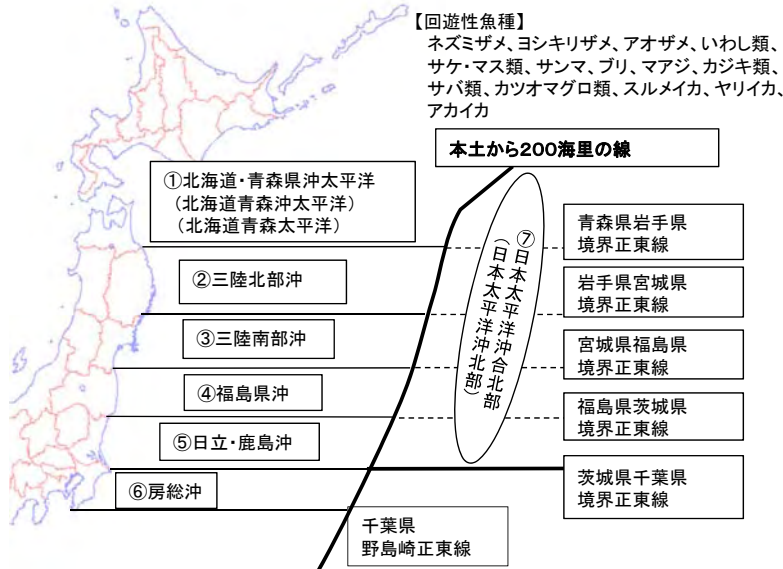 【回遊性魚種】
ネズミザメ、ヨシキリザメ、アオザメ、いわし類、
サケ・マス類、サンマ、ブリ、マアジ、カジキ類、
サバ類、カツオマグロ類、スルメイカ、ヤリイカ、
アカイカ
本土から200海里の線
①北海道・青森県沖太平洋
(北海道青森沖太平洋)
(北海道青森太平洋)
②三陸北部沖
③三陸南部沖
④福島県沖
⑤日立・鹿島沖
⑥房総沖
⑦日本太平洋沖合北部
(日本太平洋沖北部)
青森県岩手県
境界正東線
岩手県宮城県
境界正東線
宮城県福島県
境界正東線
福島県茨城県
境界正東線
茨城県千葉県
境界正東線
千葉県
野島崎正東線